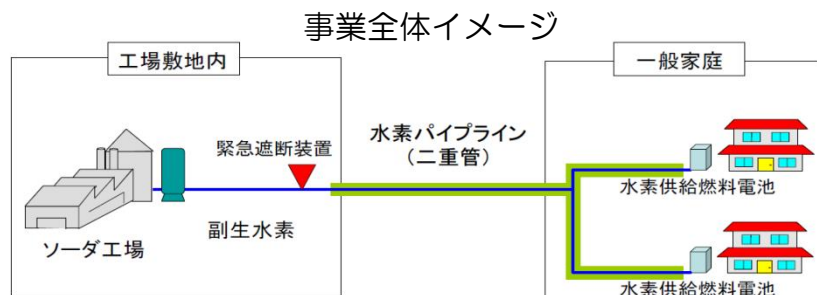 事業全体イメージ
工場敷地内
一般家庭
緊急遮断装置
水素パイプライン
(二重管)
水素供給燃料電池
副生水素
ソーダ工場
水素供給燃料電池